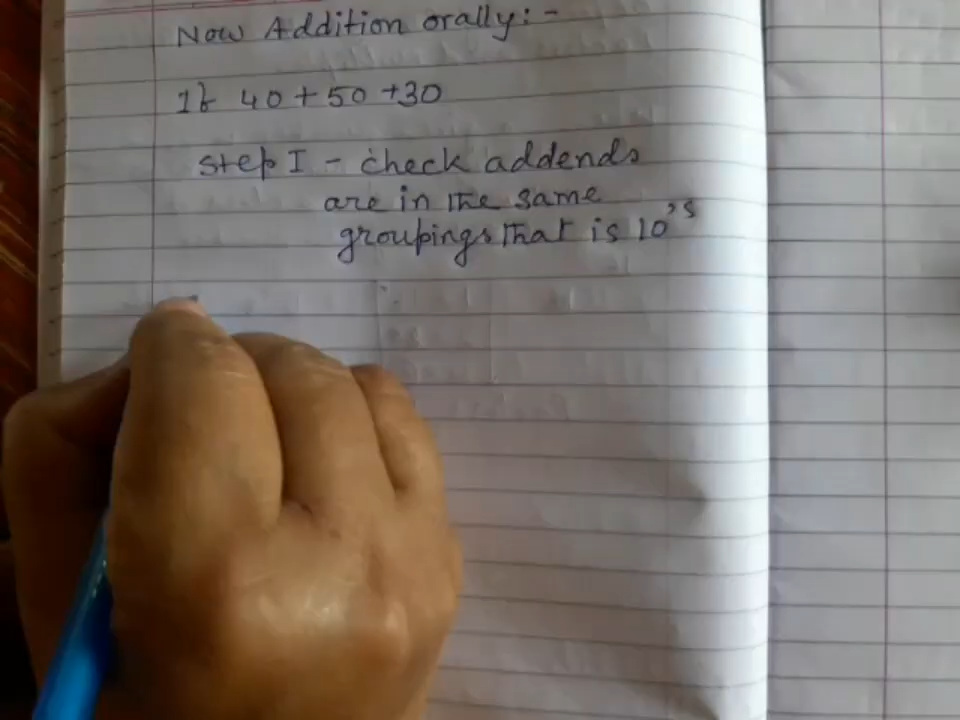 Now Addition orally:-
1} 40 + 50 +30
Step I - check addends
are in the same
groupings that is 10's